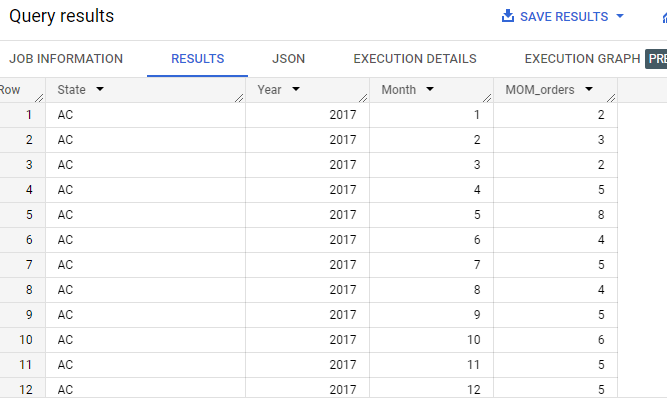 Query results
SAVE RESULTS
JOB INFORMATION RESULTS JSON EXECUTION DETAILS EXECUTION GRAPH
Row State Year Month MOM_orders
1 AC 2017 1 2
2 AC 2017 2 3
3 AC 2017 3 2
4 AC 2017 4 5
5 AC 2017 5 8
6 AC 2017 6 4
7 AC 2017 7 5
8 AC 2017 8 4
9 AC 2017 9 5
10 AC 2017 10 6
11 AC 2017 11 5
12 AC 2017 12 5